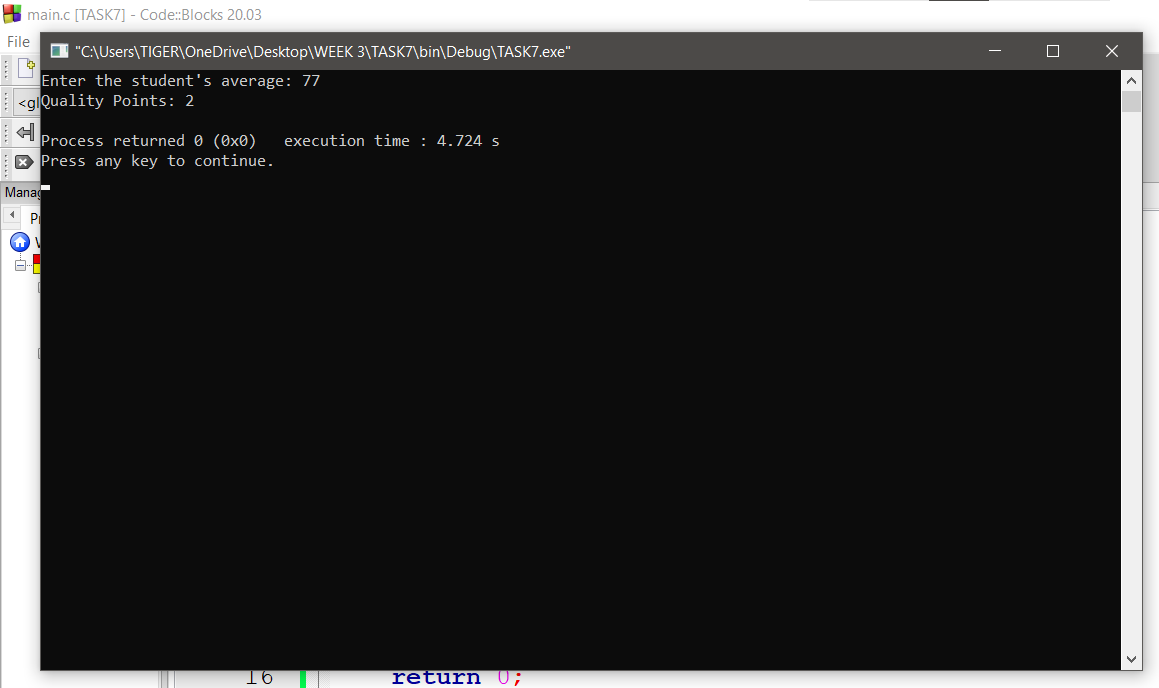 main.c [TASK7] - Code::Blocks 20.03
File
"C:\Users\TIGER\OneDrive\Desktop\WEEK 3\TASK7\bin\Debug\TASK7.exe"
Enter the student's average: 77
Quality Points: 2
Process returned 0 (0x0)   execution time : 4.724 s
Press any key to continue.
<gl
Manag
16 return 0;